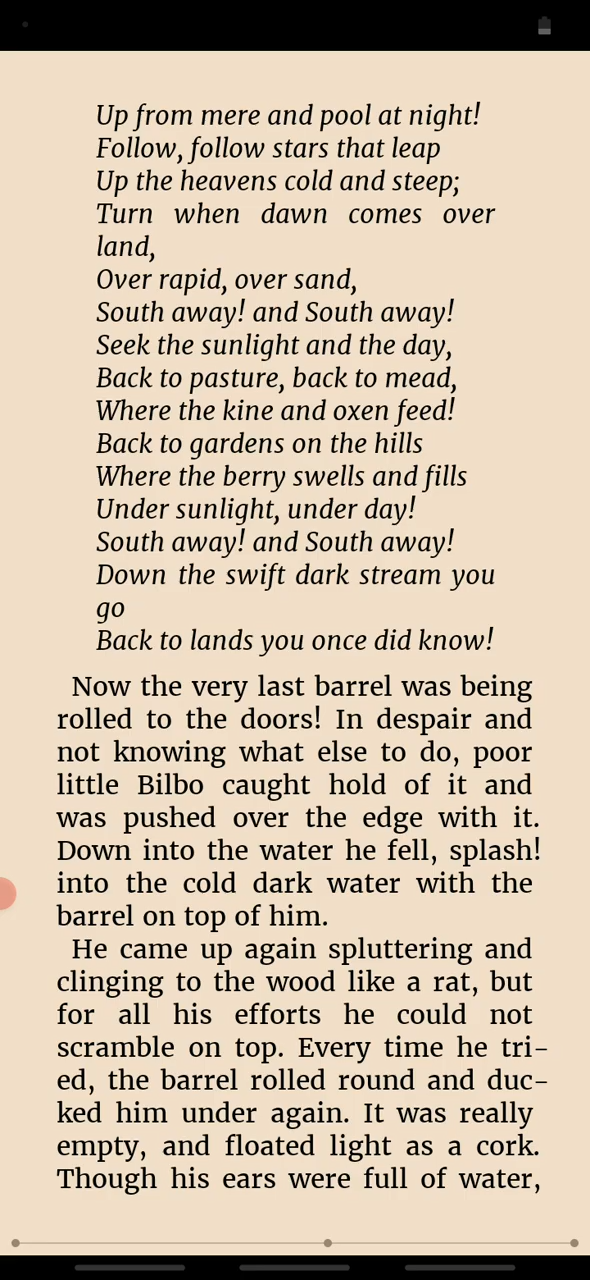 Up from mere and pool at night!
Follow, follow stars that leap
Up the heavens cold and steep;
Turn when dawn comes over
land,
Over rapid, over sand,
South away! and South away!
Seek the sunlight and the day,
Back to pasture, back to mead,
Where the kine and oxen feed!
Back to gardens on the hills
Where the berry swells and fills
Under sunlight, under day!
South away! and South away!
Down the swift dark stream you
go
Back to lands you once did know!
Now the very last barrel was being
rolled to the doors! In despair and
not knowing what else to do, poor
little Bilbo caught hold of it and
was pushed over the edge with it.
Down into the water he fell, splash!
into the cold dark water with the
barrel on top of him.
He came up again spluttering and
clinging to the wood like a rat, but
for all his efforts he could not
scramble on top. Every time he tri-
ed, the barrel rolled round and duc-
ked him under again. It was really
empty, and floated light as a cork.
Though his ears were full of water,